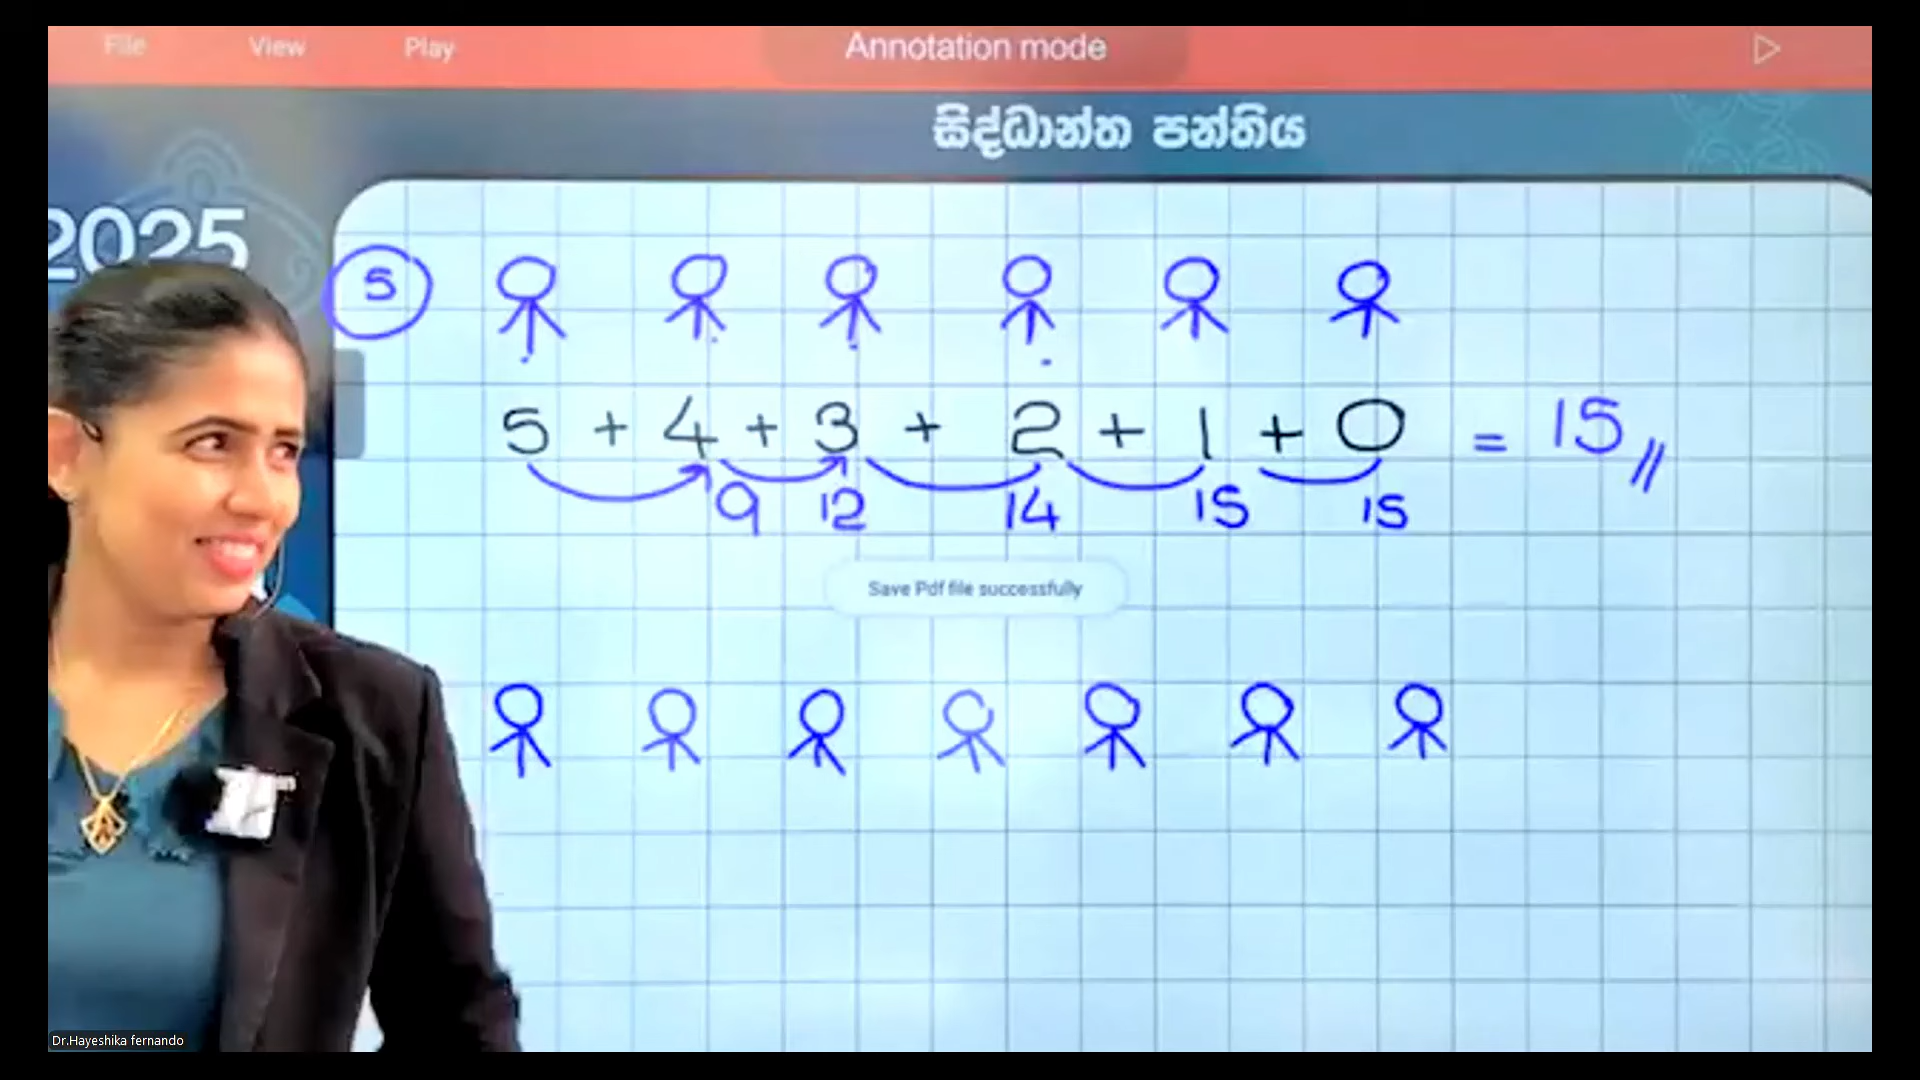 File View Play Annotation mode
සිද්ධාන්ත පන්තිය
2025
5
5 + 4 + 3 + 2 + 1 + 0 = 15
9 12 14 15 15
Save Pdf file successfully
Dr.Hayeshika fernando